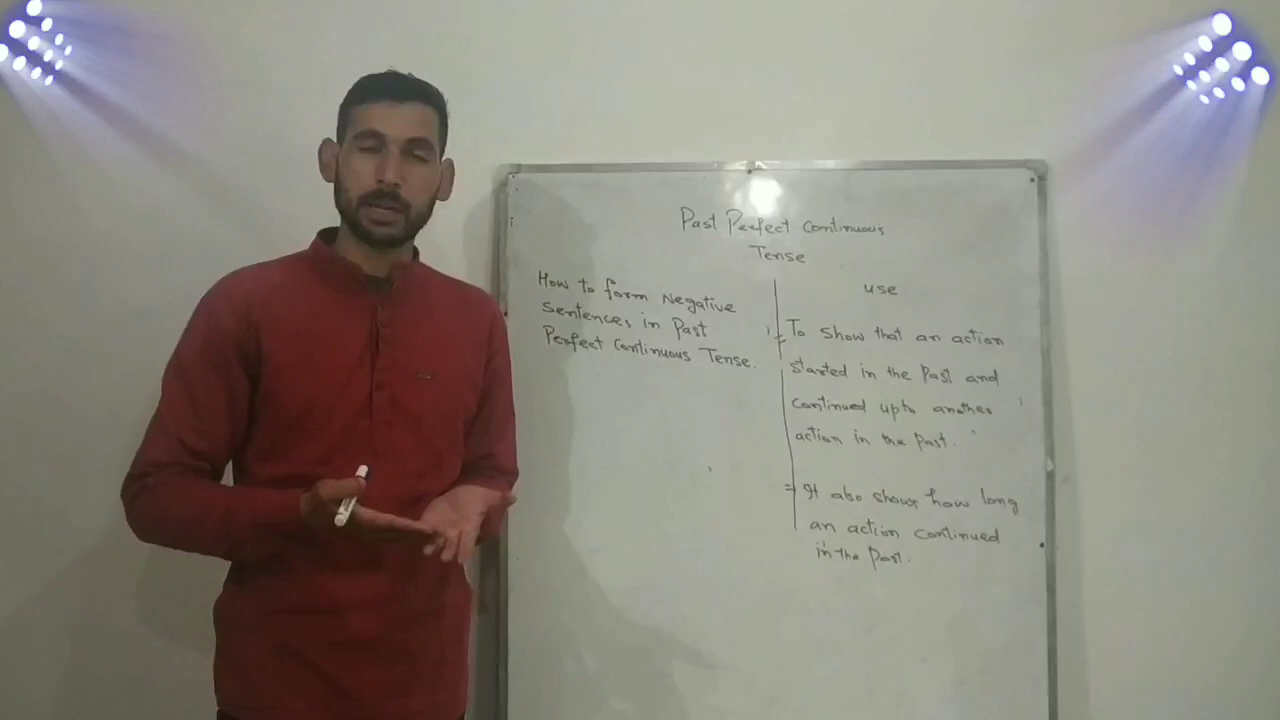 Past Perfect Continuous
Tense
How to form Negative
Sentences in Past
Perfect Continuous Tense.
use
1, To show that an action
started in the Past and
continued upto another
action in the Past.
= It also shows how long
an action continued
in the Past.